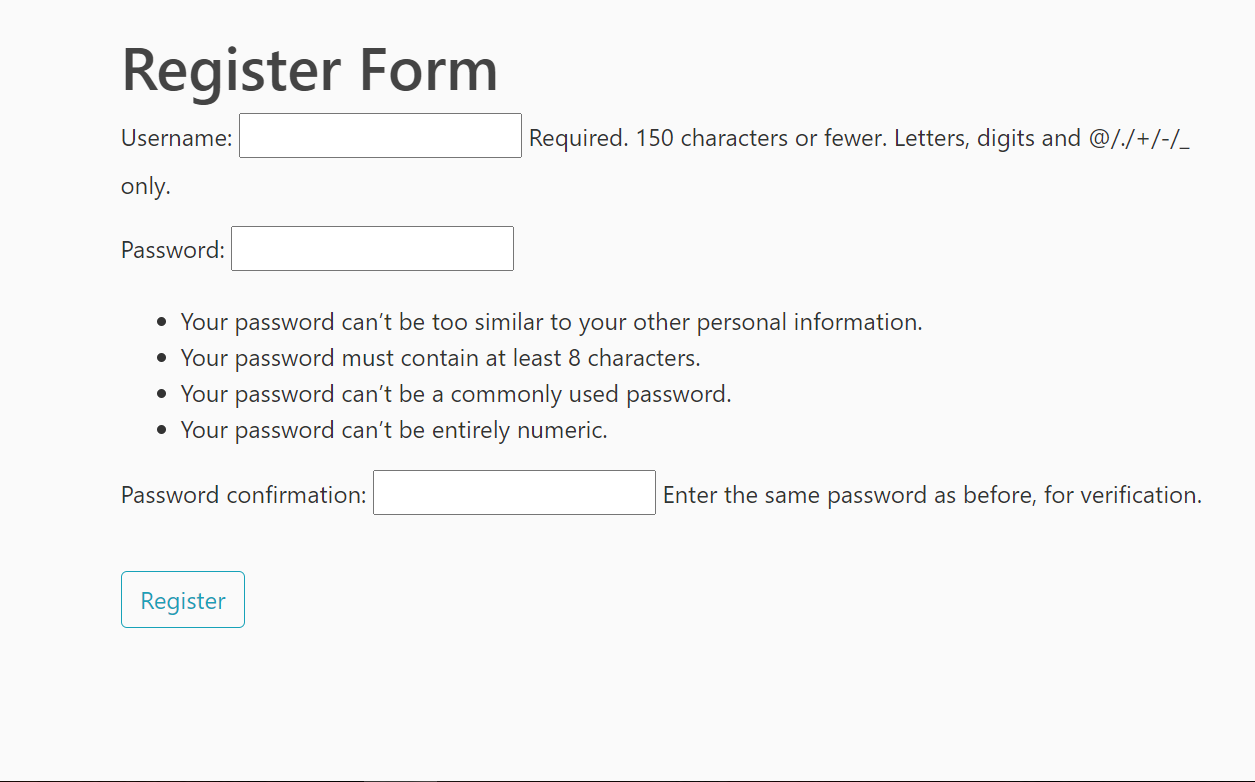 Register Form
Username: Required. 150 characters or fewer. Letters, digits and @/./+/-/_
only.
Password:
Your password can’t be too similar to your other personal information.
Your password must contain at least 8 characters.
Your password can’t be a commonly used password.
Your password can’t be entirely numeric.
Password confirmation: Enter the same password as before, for verification.
Register